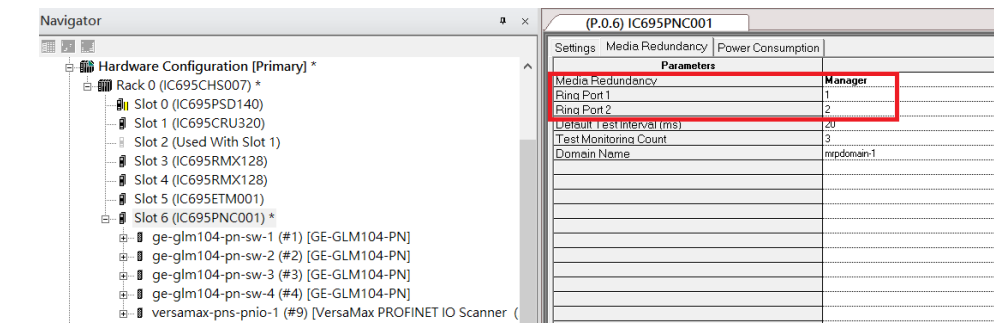 Navigator
Hardware Configuration [Primary] *
Rack 0 (IC695CHS007) *
Slot 0 (IC695PSD140)
Slot 1 (IC695CRU320)
Slot 2 (Used With Slot 1)
Slot 3 (IC695RMX128)
Slot 4 (IC695RMX128)
Slot 5 (IC695ETM001)
Slot 6 (IC695PNC001) *
ge-glm104-pn-sw-1 (#1) [GE-GLM104-PN]
ge-glm104-pn-sw-2 (#2) [GE-GLM104-PN]
ge-glm104-pn-sw-3 (#3) [GE-GLM104-PN]
ge-glm104-pn-sw-4 (#4) [GE-GLM104-PN]
versamax-pns-pnio-1 (#9) [VersaMax PROFINET IO Scanner (
(P.0.6) IC695PNC001
Settings Media Redundancy Power Consumption
Parameters
Media Redundancy Manager
Ring Port 1 1
Ring Port 2 2
Default Test Interval (ms) 20
Test Monitoring Count 3
Domain Name mrpdomain-1